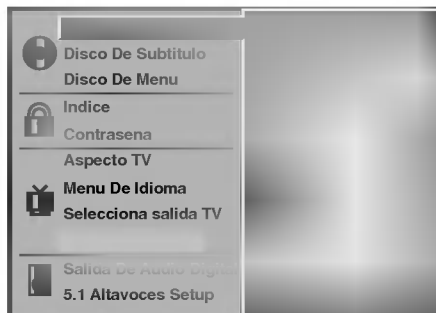 Disco De Subtitulo
Disco De Menu
Indice
Contrasena
Aspecto TV
Menu De Idioma
Selecciona salida TV
Salida De Audio Digital
5.1 Altavoces Setup